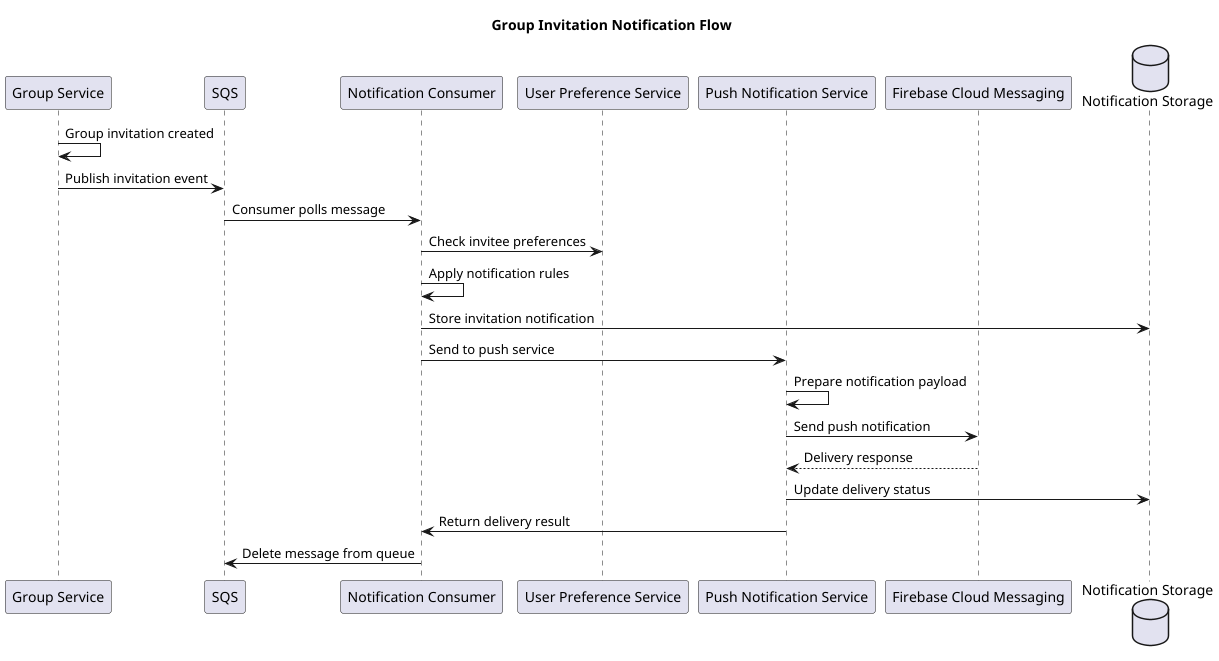 Group Invitation Notification Flow
Group Service
SQS
Notification Consumer
User Preference Service
Push Notification Service
Firebase Cloud Messaging
Notification Storage
Group invitation created
Publish invitation event
Consumer polls message
Check invitee preferences
Apply notification rules
Store invitation notification
Send to push service
Prepare notification payload
Send push notification
Delivery response
Update delivery status
Return delivery result
Delete message from queue
Group Service
SQS
Notification Consumer
User Preference Service
Push Notification Service
Firebase Cloud Messaging
Notification Storage